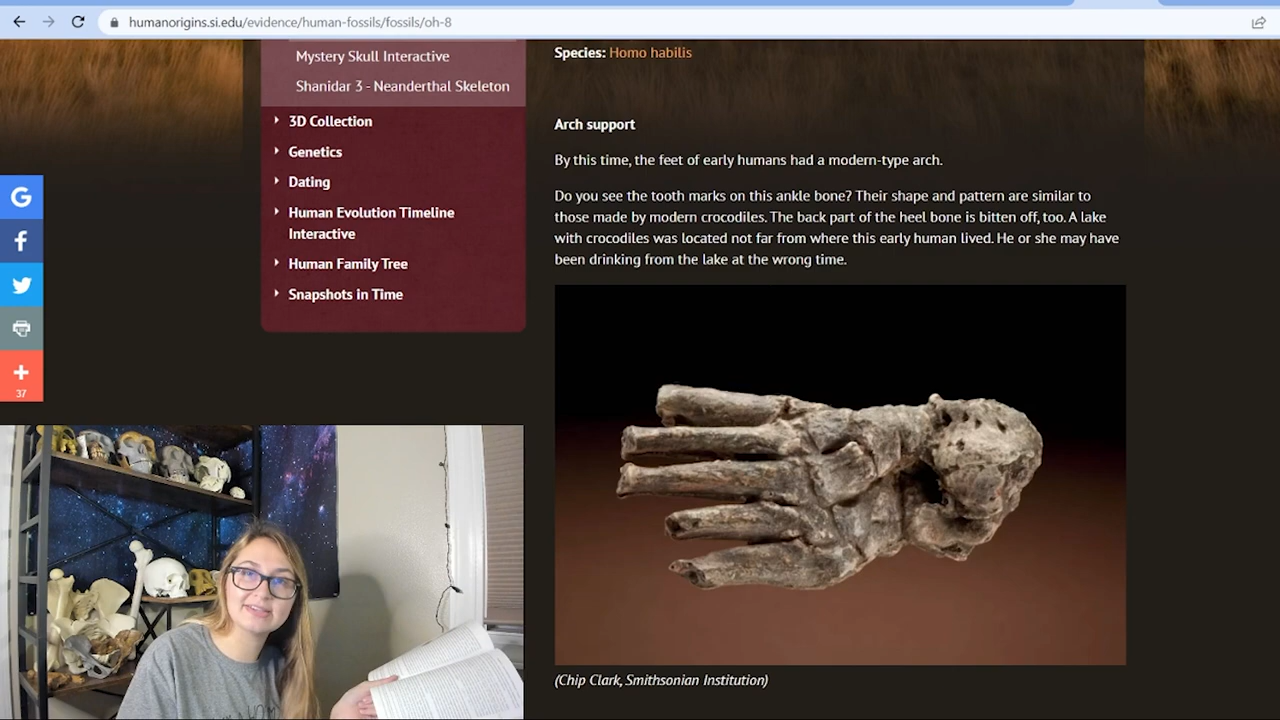 humanorigins.si.edu/evidence/human-fossils/fossils/oh-8
Mystery Skull Interactive
Shanidar 3 - Neanderthal Skeleton
3D Collection
Genetics
Dating
Human Evolution Timeline
Interactive
Human Family Tree
Snapshots in Time
37
Species: Homo habilis
Arch support
By this time, the feet of early humans had a modern-type arch.
Do you see the tooth marks on this ankle bone? Their shape and pattern are similar to
those made by modern crocodiles. The back part of the heel bone is bitten off, too. A lake
with crocodiles was located not far from where this early human lived. He or she may have
been drinking from the lake at the wrong time.
(Chip Clark, Smithsonian Institution)